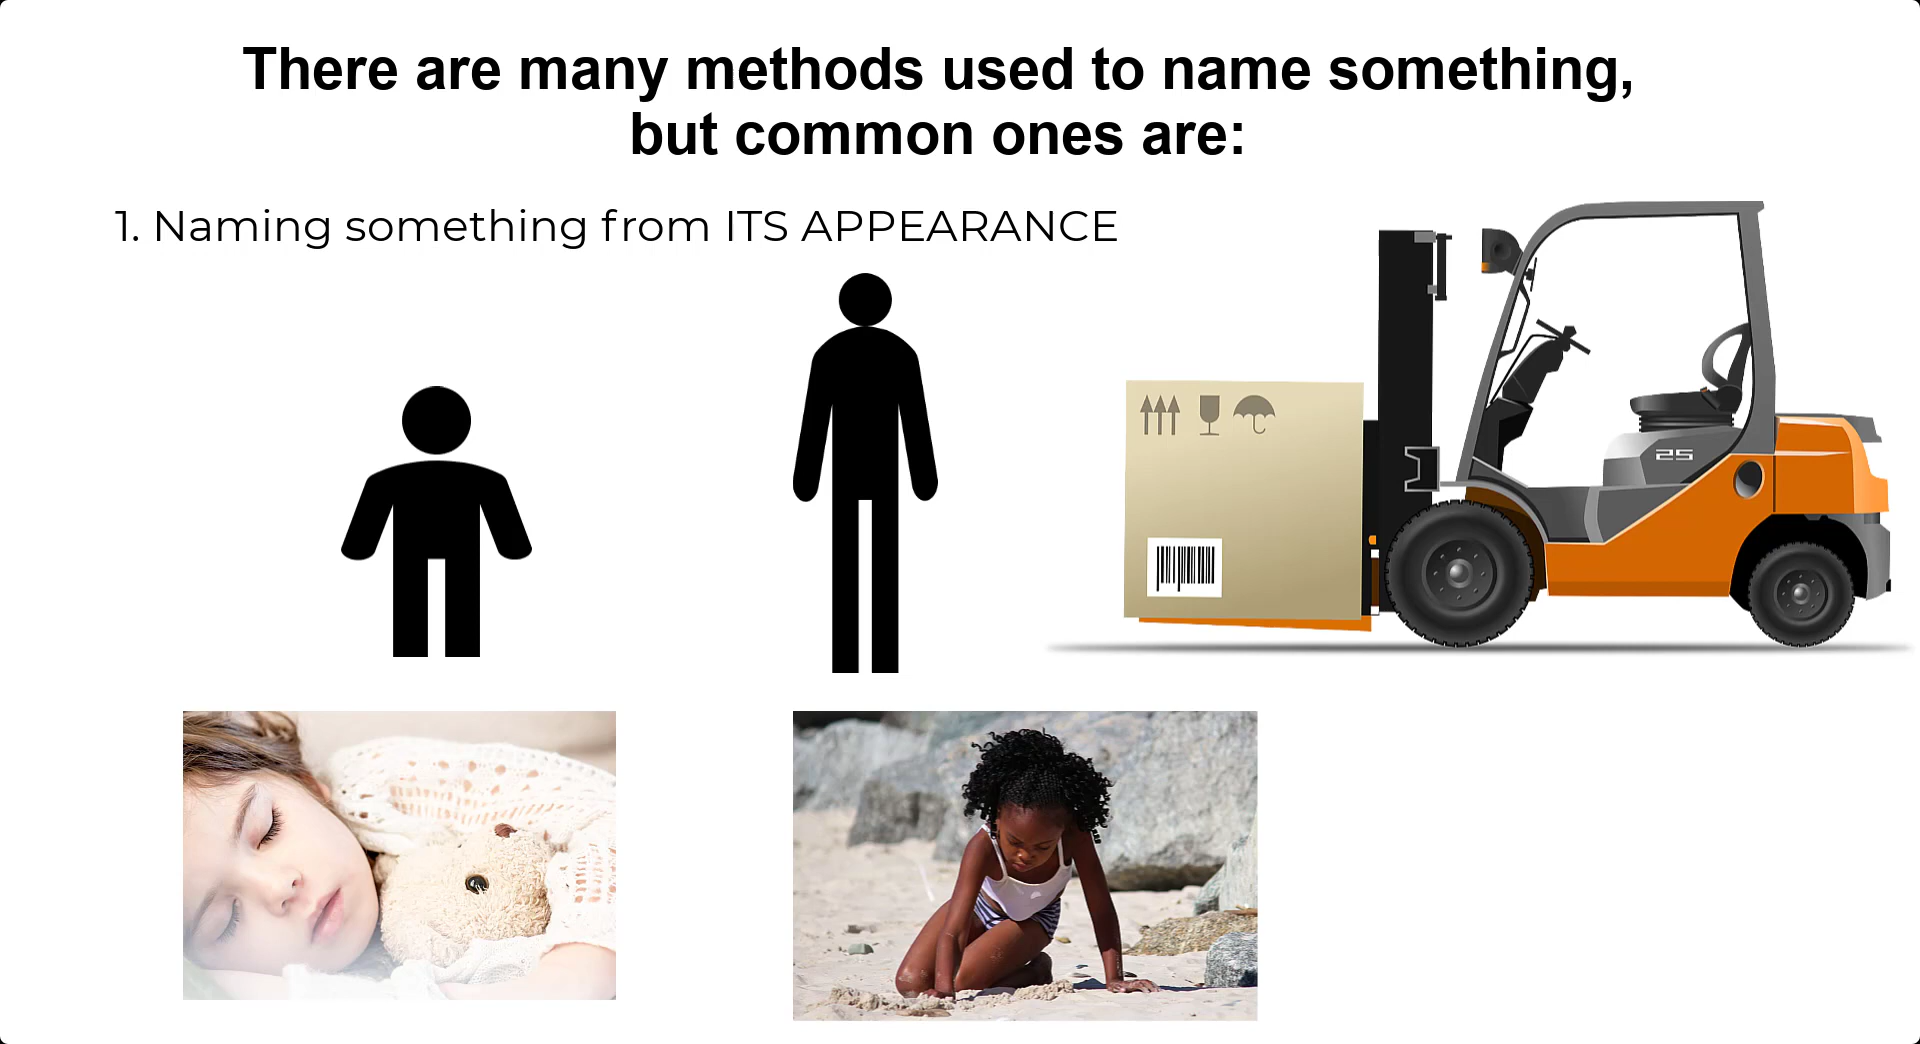 There are many methods used to name something,
but common ones are:
1. Naming something from ITS APPEARANCE
25